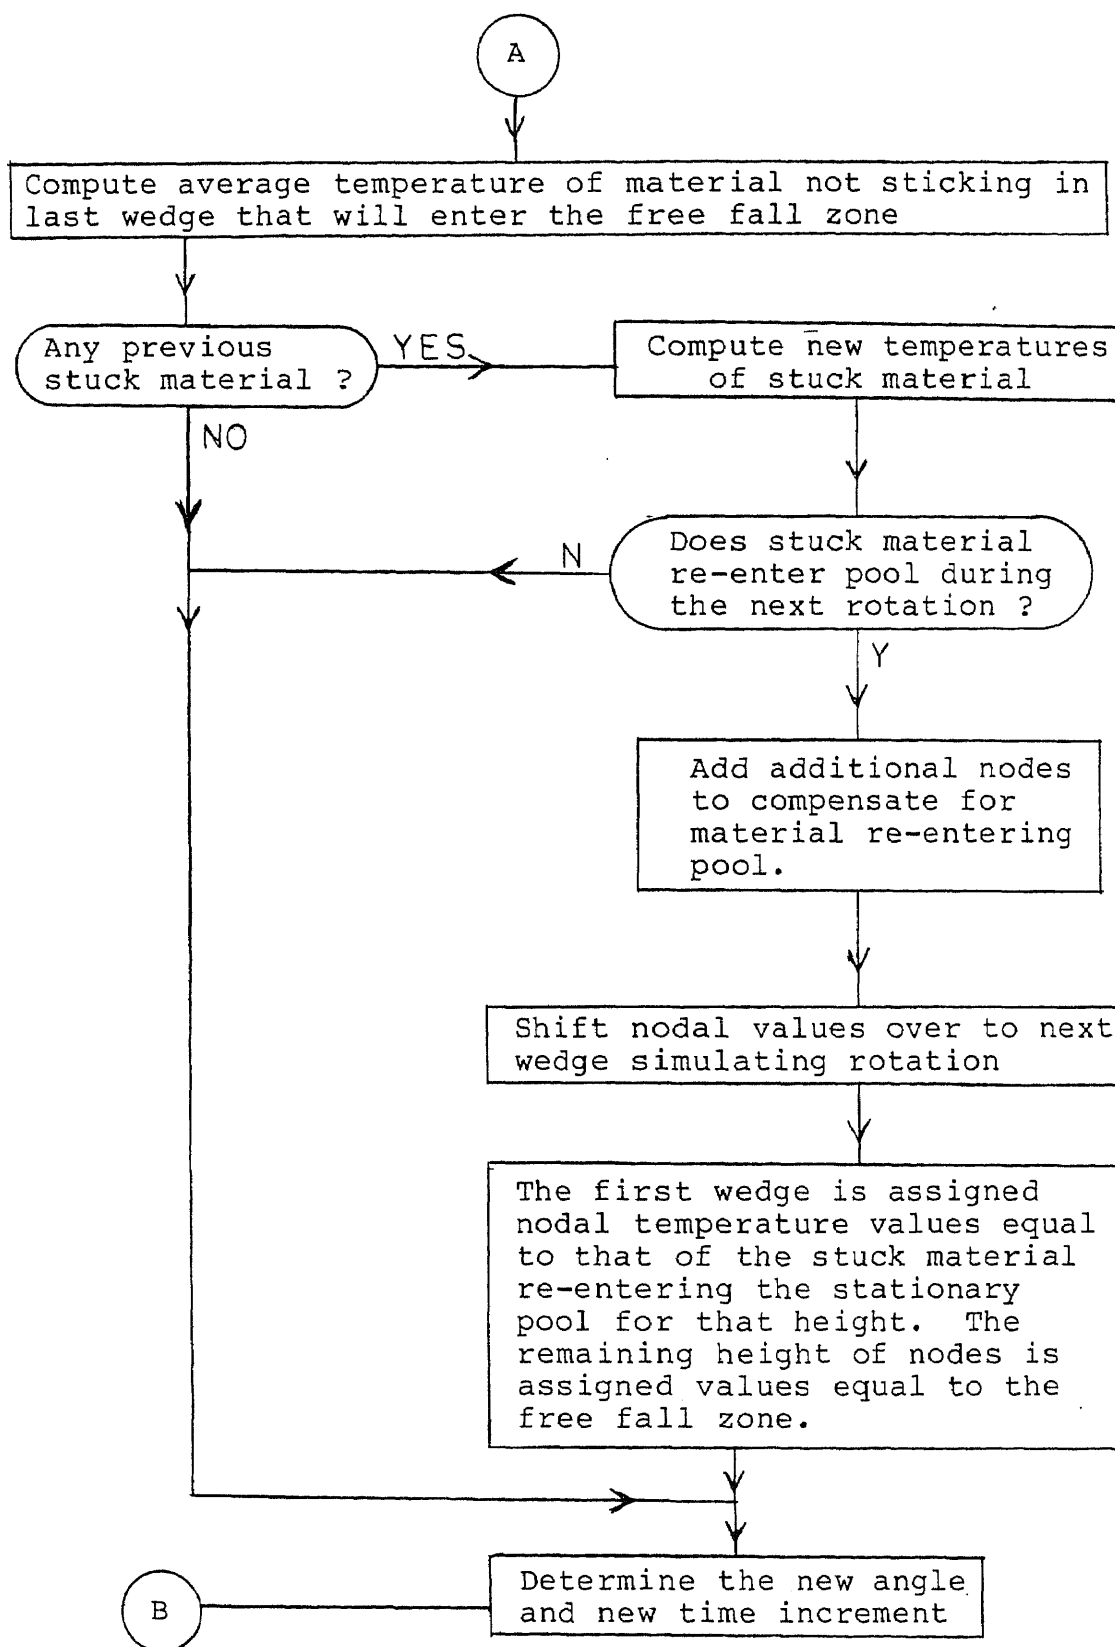 A
Compute average temperature of material not sticking in
last wedge that will enter the free fall zone
Any previous
stuck material ?
YES
Compute new temperatures
of stuck material
NO
Does stuck material
re-enter pool during
the next rotation ?
N
Y
Add additional nodes
to compensate for
material re-entering
pool.
Shift nodal values over to next
wedge simulating rotation
The first wedge is assigned
nodal temperature values equal
to that of the stuck material
re-entering the stationary
pool for that height. The
remaining height of nodes is
assigned values equal to the
free fall zone.
Determine the new angle
and new time increment
B